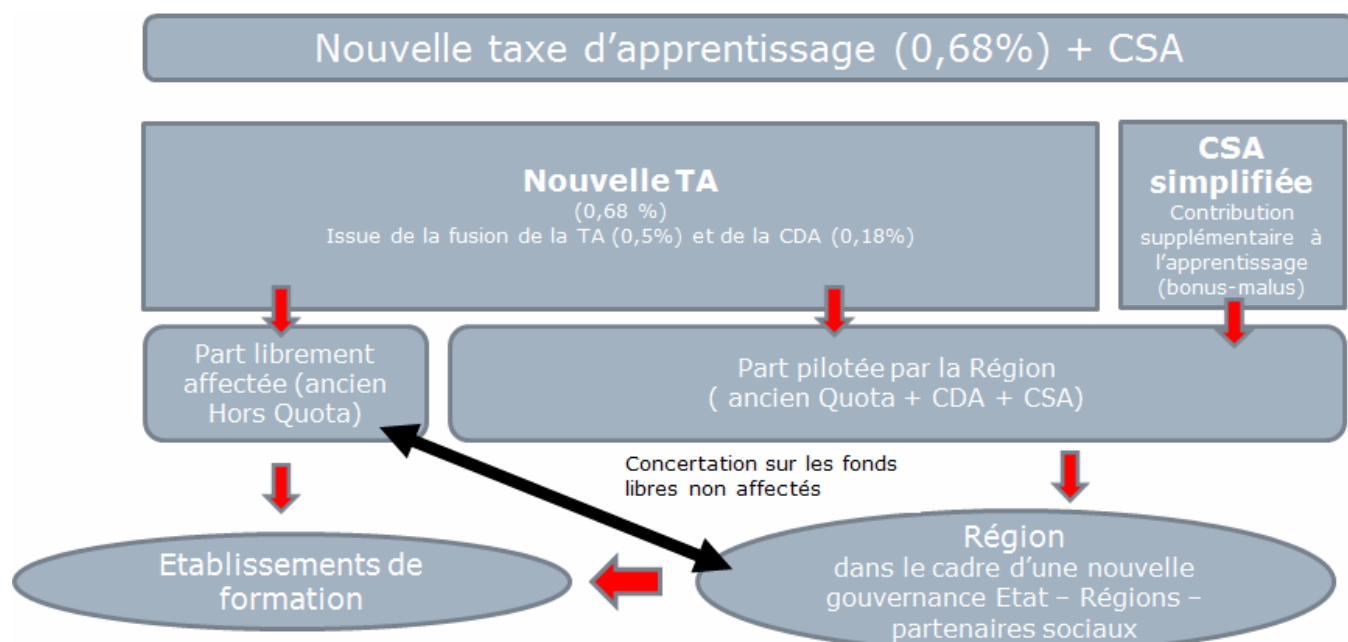 Nouvelle taxe d’apprentissage (0,68%) + CSA
Nouvelle TA
(0,68 %)
Issue de la fusion de la TA (0,5%) et de la CDA (0,18%)
CSA
simplifiée
Contribution
supplémentaire à
l’apprentissage
(bonus-malus)
Part librement
affectée (ancien
Hors Quota)
Part pilotée par la Région
( ancien Quota + CDA + CSA)
Concertation sur les fonds
libres non affectés
Etablissements de
formation
Région
dans le cadre d’une nouvelle
gouvernance Etat – Régions –
partenaires sociaux